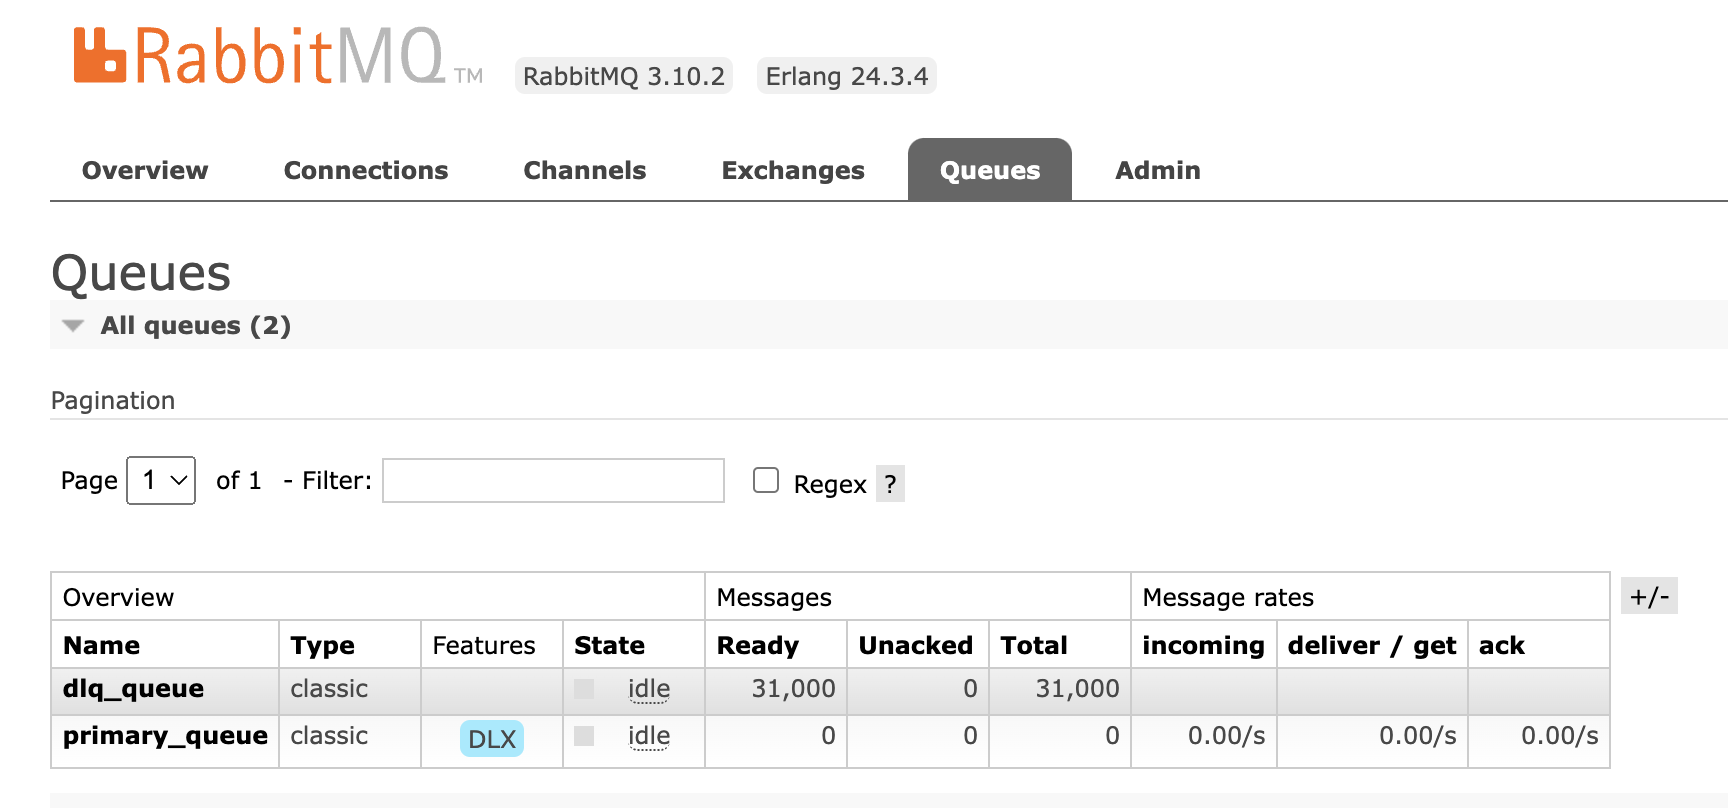 RabbitMQ TM RabbitMQ 3.10.2 Erlang 24.3.4
Overview Connections Channels Exchanges Queues Admin
Queues
All queues (2)
Pagination
Page 1 of 1 - Filter: Regex ?
Overview Messages Message rates +/-
Name Type Features State Ready Unacked Total incoming deliver / get ack
dlq_queue classic idle 31,000 0 31,000
primary_queue classic DLX idle 0 0 0 0.00/s 0.00/s 0.00/s